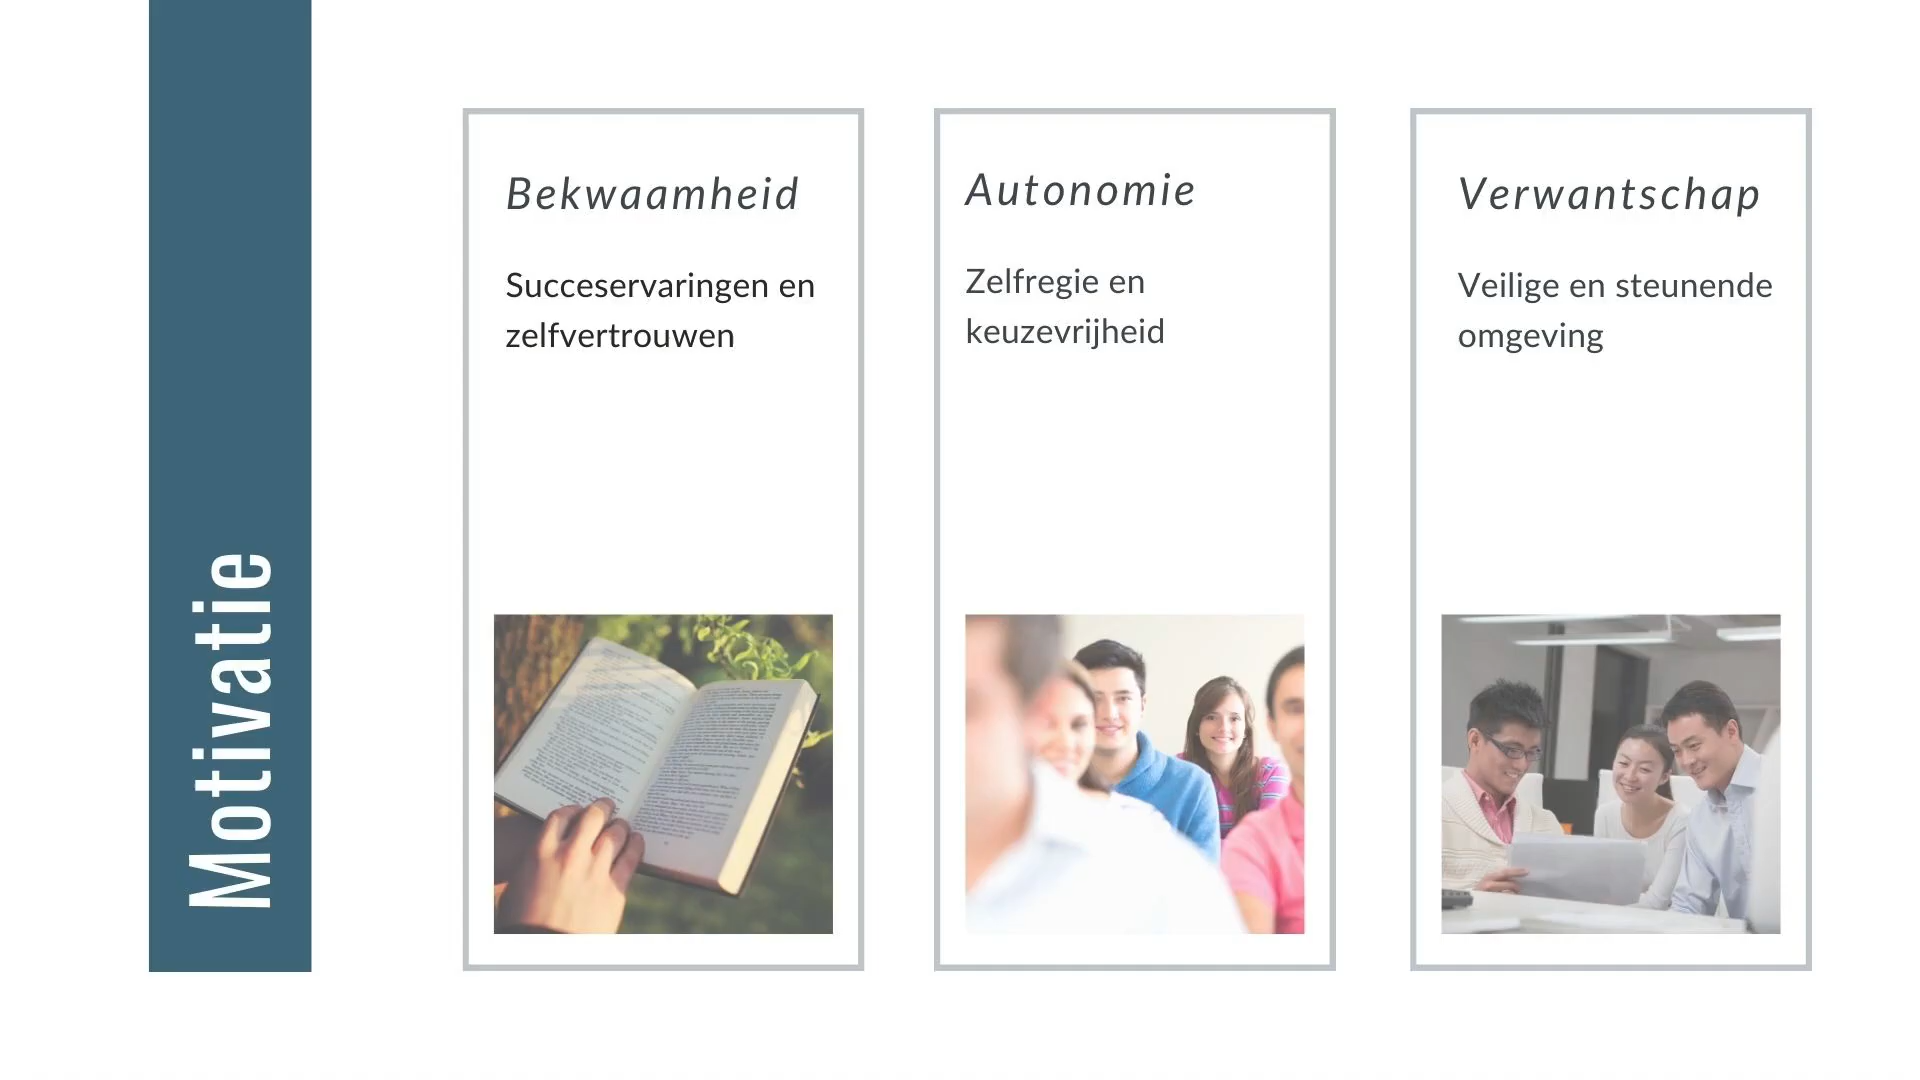 Motivatie
Bekwaamheid
Succeservaringen en
zelfvertrouwen
Autonomie
Zelfregie en
keuzevrijheid
Verwantschap
Veilige en steunende
omgeving